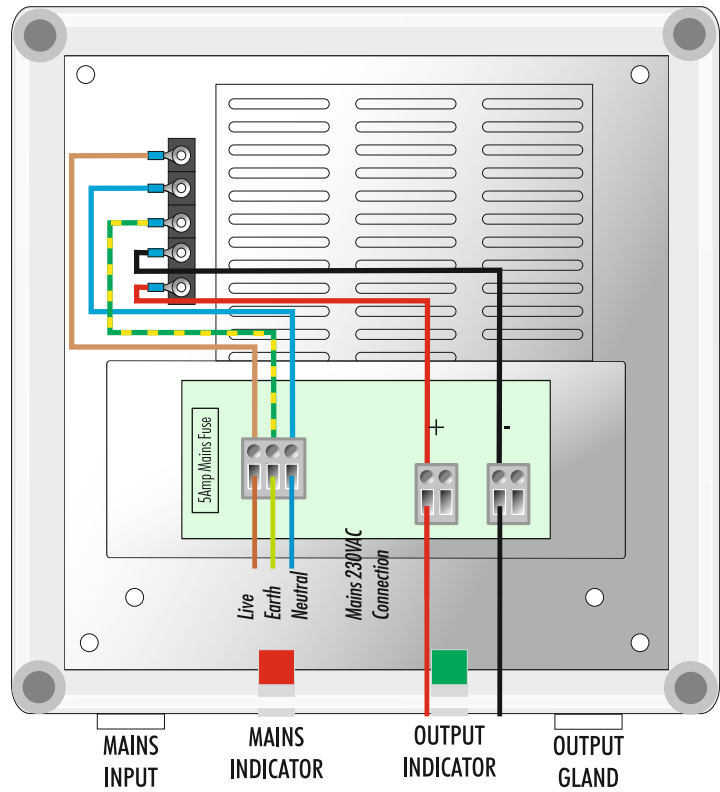 +
-
5Amp Mains Fuse
Live
Earth
Neutral
Mains 230VAC
Connection
MAINS
INPUT
MAINS
INDICATOR
OUTPUT
INDICATOR
OUTPUT
GLAND